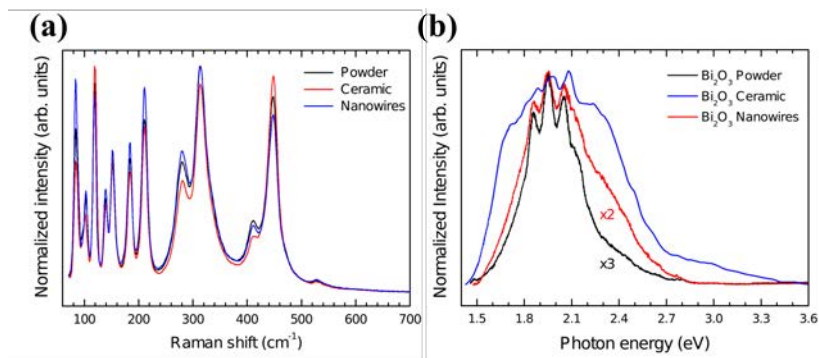 (a)
Normalized intensity (arb. units)
Powder
Ceramic
Nanowires
100 200 300 400 500 600 700
Raman shift (cm⁻¹)
(b)
Normalized Intensity (arb. units)
Bi₂O₃ Powder
Bi₂O₃ Ceramic
Bi₂O₃ Nanowires
x2
x3
1.5 1.8 2.1 2.4 2.7 3.0 3.3 3.6
Photon energy (eV)